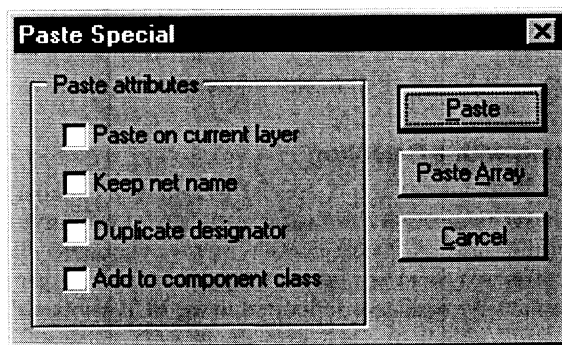 Paste Special
Paste attributes
Paste on current layer
Keep net name
Duplicate designator
Add to component class
Paste
Paste Array
Cancel